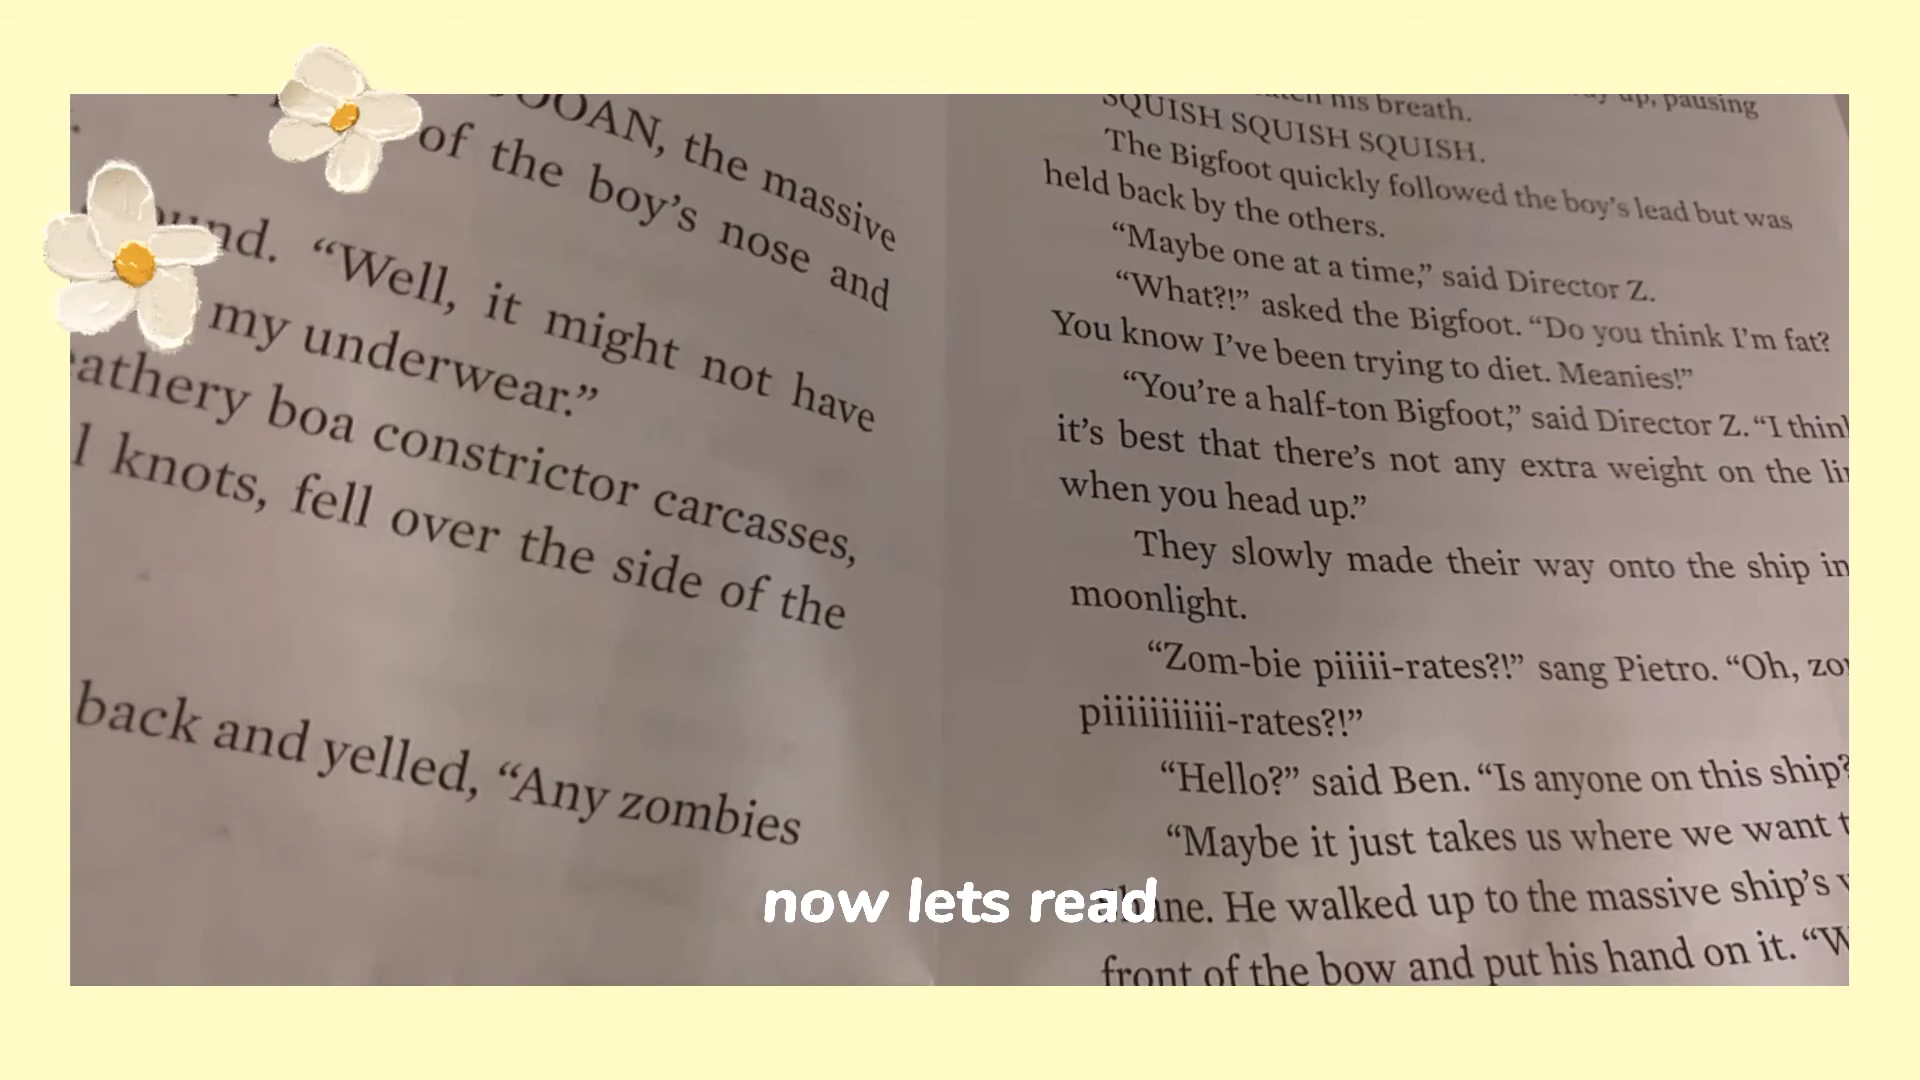 OOAN, the massive
of the boy’s nose and
“Well, it might not have
my underwear.”
boa constrictor carcasses,
knots, fell over the side of the
back and yelled, “Any zombies
up, pausing
his breath.
SQUISH SQUISH SQUISH.
The Bigfoot quickly followed the boy’s lead but was
held back by the others.
“Maybe one at a time,” said Director Z.
“What?!” asked the Bigfoot. “Do you think I’m fat?
You know I’ve been trying to diet. Meanies!”
“You’re a half-ton Bigfoot,” said Director Z. “I
it’s best that there’s not any extra weight on the
when you head up.”
They slowly made their way onto the ship in
moonlight.
“Zom-bie piiiii-rates?!” sang Pietro. “Oh,
piiiiiiiiiii-rates?!”
“Hello?” said Ben. “Is anyone on this ship?
“Maybe it just takes us where we want
He walked up to the massive ship’s
front of the bow and put his hand on it.
now lets read